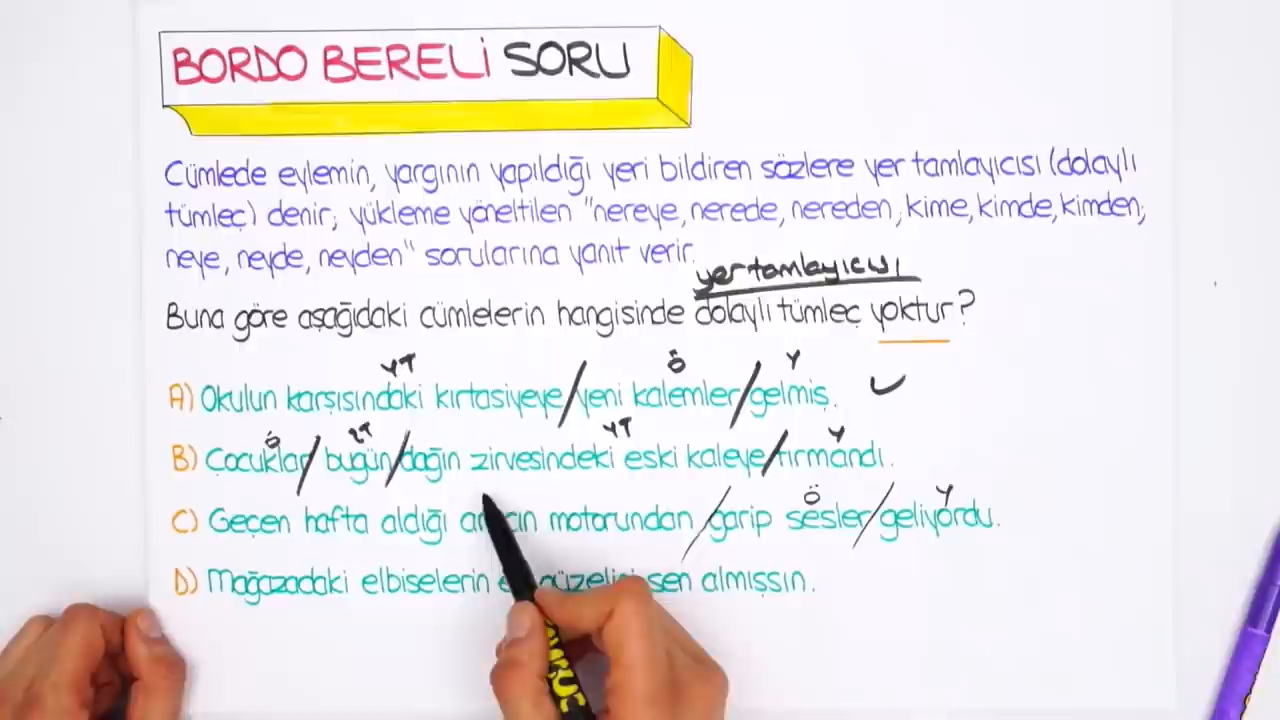 BORDO BERELİ SORU
Cümlede eylemin, yargının yapıldığı yeri bildiren sözlere yer tamlayıcısı (dolaylı
tümleç) denir; yükleme yöneltilen "nereye, nerede, nereden, kime, kimde, kimden,
neye, neyde, neyden" sorularına yanıt verir.
yer tamlayıcısı
Buna göre aşağıdaki cümlelerin hangisinde dolaylı tümleç yoktur?
YT Ö Y
A) Okulun karşısındaki kırtasiyeye/yeni kalemler/gelmiş.
Ö ZT YT Y
B) Çocuklar/bugün/dağın zirvesindeki eski kaleye/tırmandı.
Ö Y
C) Geçen hafta aldığı motorundan/garip sesler/geliyordu.
D) Mağazadaki elbiselerin sen almışsın.